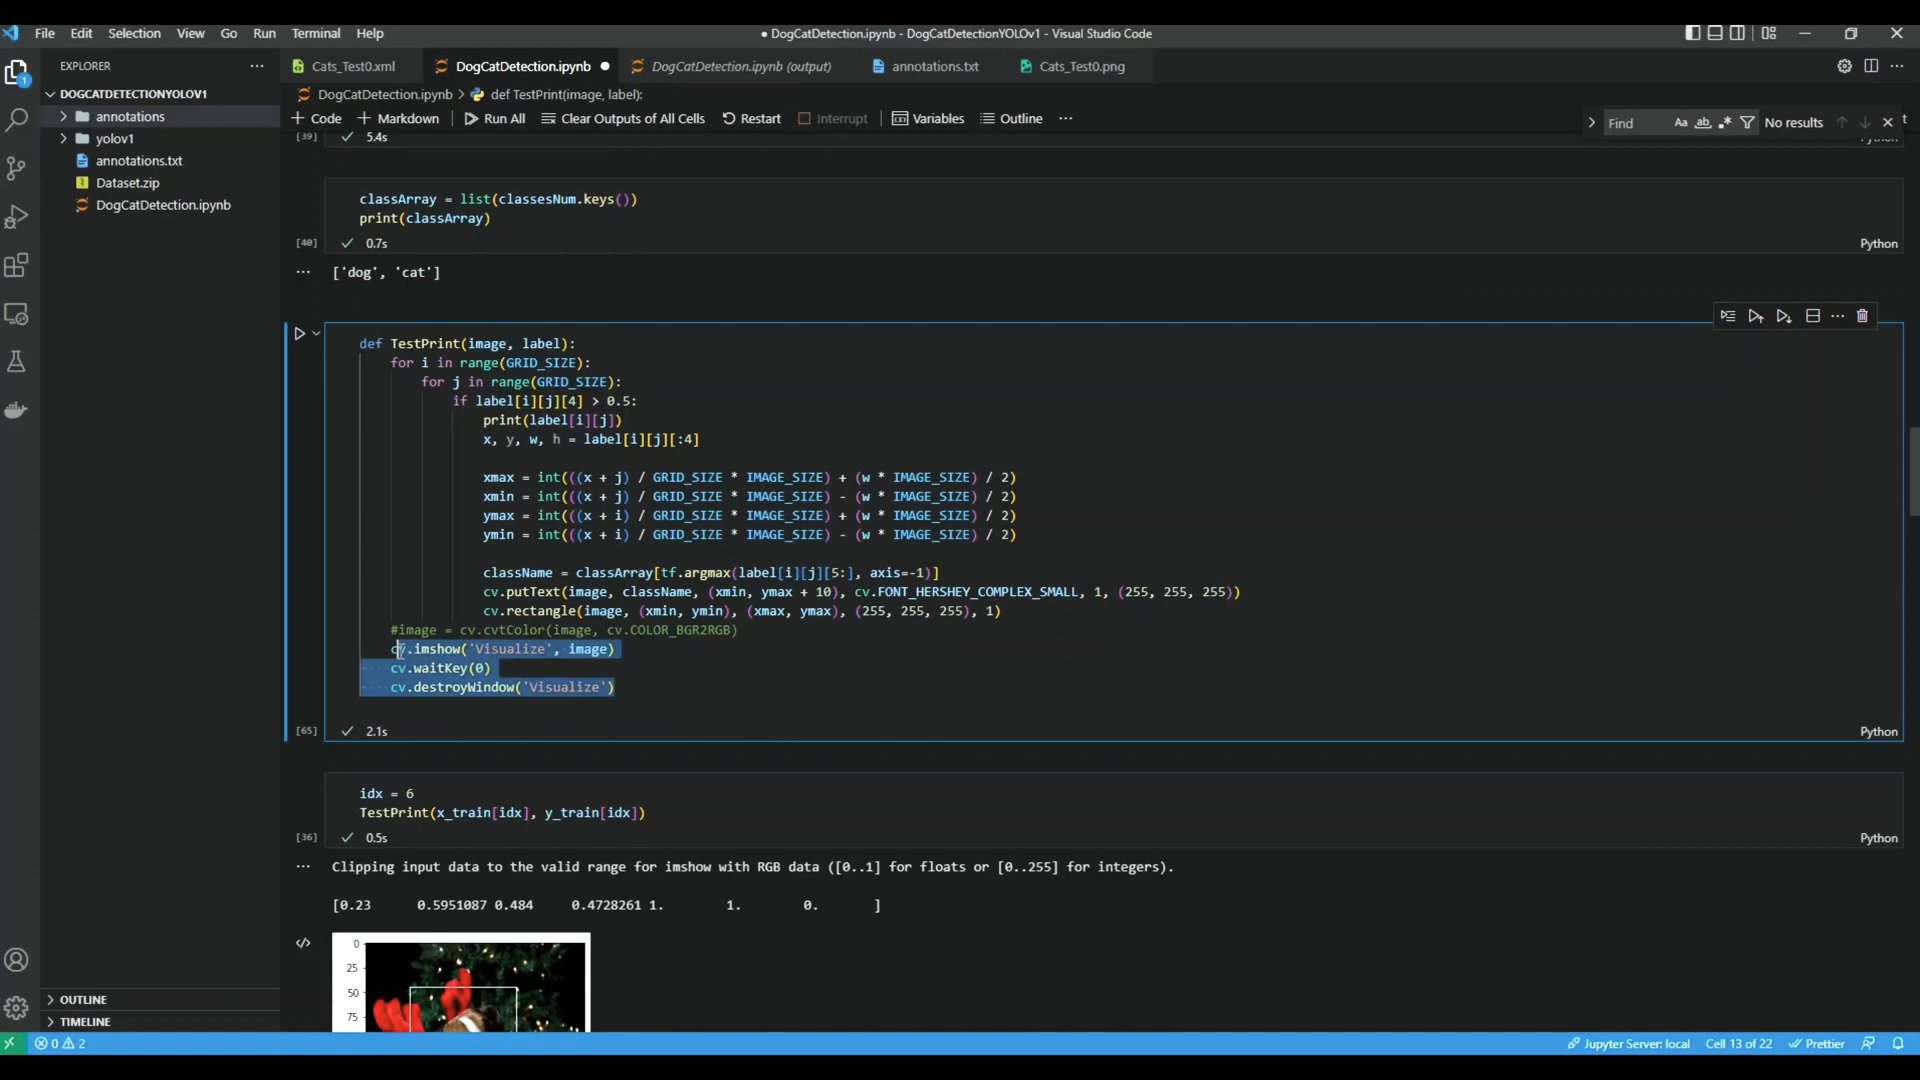 File Edit Selection View Go Run Terminal Help
● DogCatDetection.ipynb - DogCatDetectionYOLOv1 - Visual Studio Code
EXPLORER
Cats_Test0.xml
DogCatDetection.ipynb
DogCatDetection.ipynb (output)
annotations.txt
Cats_Test0.png
DOGCATDETECTIONYOLOV1
annotations
yolov1
annotations.txt
Dataset.zip
DogCatDetection.ipynb
DogCatDetection.ipynb > def TestPrint(image, label):
+ Code + Markdown Run All Clear Outputs of All Cells Restart Interrupt Variables Outline
Find Aa ab .* No results
[39] 5.4s
classArray = list(classesNum.keys())
print(classArray)
[40] 0.7s Python
['dog', 'cat']
def TestPrint(image, label):
for i in range(GRID_SIZE):
for j in range(GRID_SIZE):
if label[i][j][4] > 0.5:
print(label[i][j])
x, y, w, h = label[i][j][:4]
xmax = int(((x + j) / GRID_SIZE * IMAGE_SIZE) + (w * IMAGE_SIZE) / 2)
xmin = int(((x + j) / GRID_SIZE * IMAGE_SIZE) - (w * IMAGE_SIZE) / 2)
ymax = int(((x + i) / GRID_SIZE * IMAGE_SIZE) + (w * IMAGE_SIZE) / 2)
ymin = int(((x + i) / GRID_SIZE * IMAGE_SIZE) - (w * IMAGE_SIZE) / 2)
className = classArray[tf.argmax(label[i][j][5:], axis=-1)]
cv.putText(image, className, (xmin, ymax + 10), cv.FONT_HERSHEY_COMPLEX_SMALL, 1, (255, 255, 255))
cv.rectangle(image, (xmin, ymin), (xmax, ymax), (255, 255, 255), 1)
#image = cv.cvtColor(image, cv.COLOR_BGR2RGB)
cv.imshow('Visualize', image)
cv.waitKey(0)
cv.destroyWindow('Visualize')
[65] 2.1s Python
idx = 6
TestPrint(x_train[idx], y_train[idx])
[36] 0.5s Python
Clipping input data to the valid range for imshow with RGB data ([0..1] for floats or [0..255] for integers).
[0.23 0.5951087 0.484 0.4728261 1. 1. 0. ]
0
25
50
75
OUTLINE
TIMELINE
0 2 Jupyter Server: local Cell 13 of 22 Prettier